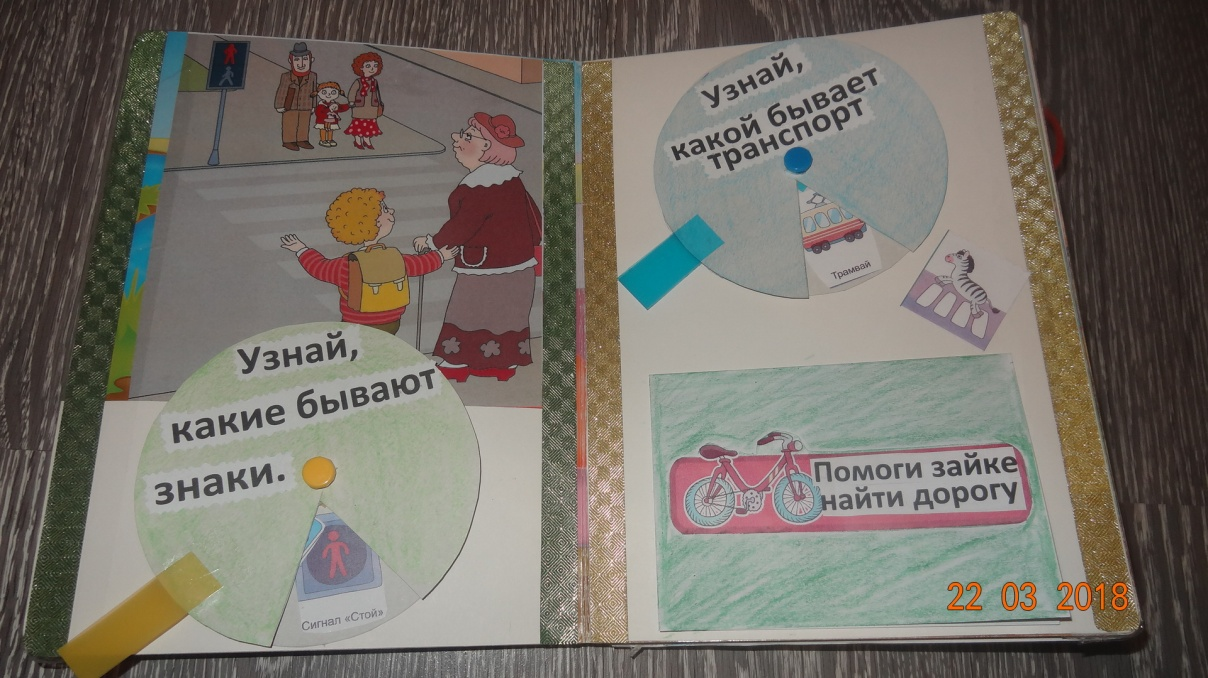 Узнай,
какие бывают
знаки.
Сигнал «Стой»
Узнай,
какой бывает
транспорт
Трамвай
Помоги зайке
найти дорогу
22 03 2018